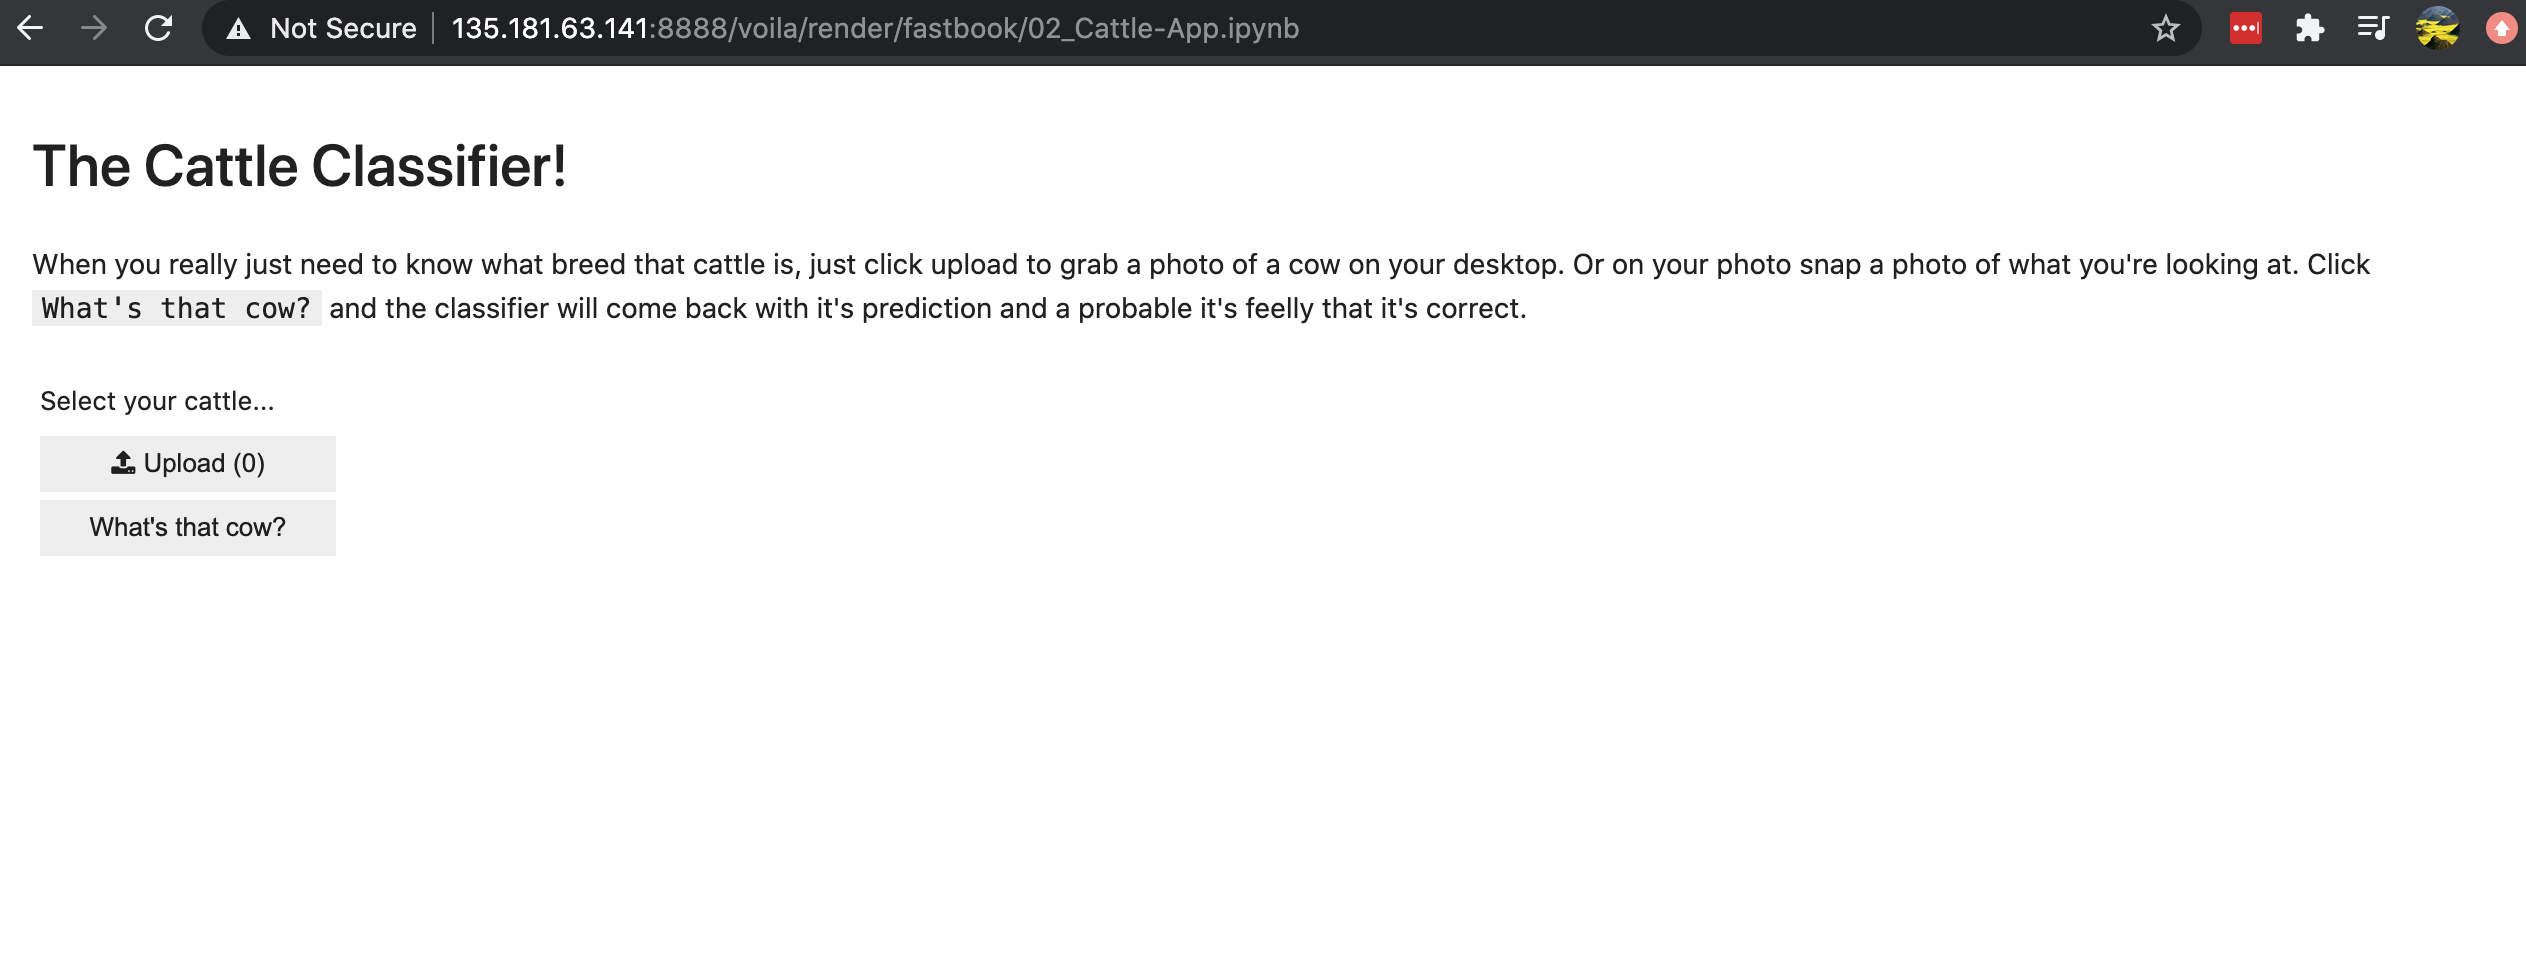 Not Secure | 135.181.63.141:8888/voila/render/fastbook/02_Cattle-App.ipynb
The Cattle Classifier!
When you really just need to know what breed that cattle is, just click upload to grab a photo of a cow on your desktop. Or on your photo snap a photo of what you're looking at. Click
What's that cow? and the classifier will come back with it's prediction and a probable it's feelly that it's correct.
Select your cattle...
Upload (0)
What's that cow?